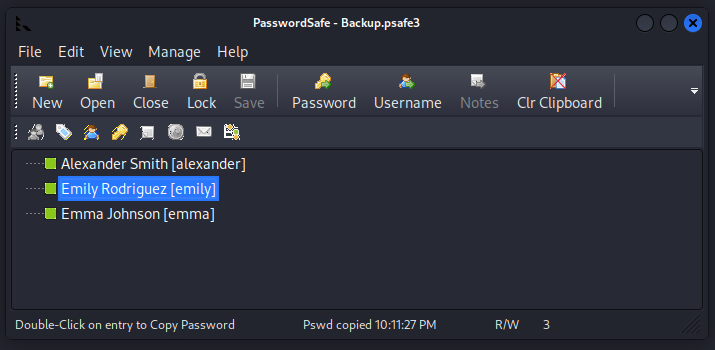 PasswordSafe - Backup.psafe3
File Edit View Manage Help
New Open Close Lock Save Password Username Notes Clr Clipboard
Alexander Smith [alexander]
Emily Rodriguez [emily]
Emma Johnson [emma]
Double-Click on entry to Copy Password Pswd copied 10:11:27 PM R/W 3